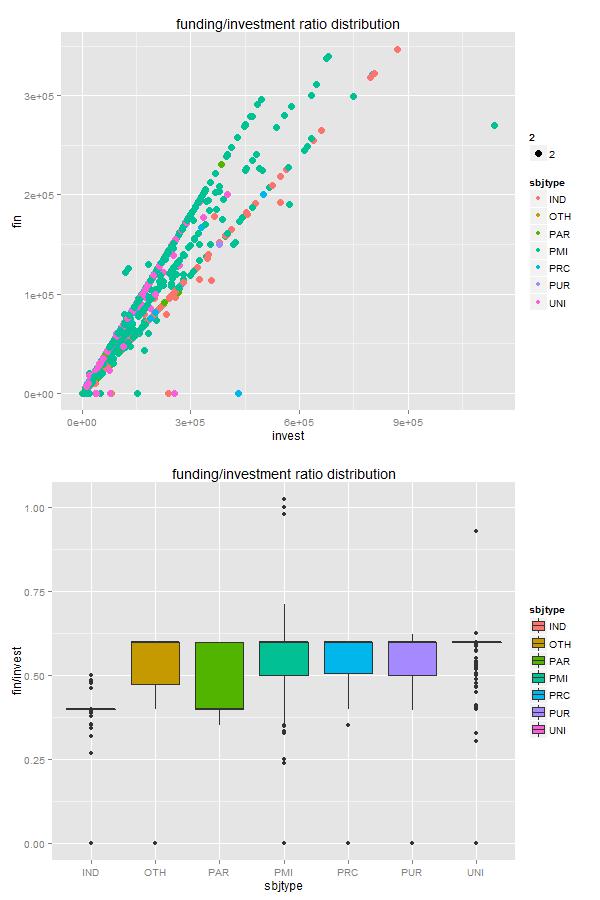 funding/investment ratio distribution
3e+05
2e+05
1e+05
0e+00
fin
0e+00 3e+05 6e+05 9e+05
invest
2
2
sbjtype
IND
OTH
PAR
PMI
PRC
PUR
UNI
funding/investment ratio distribution
1.00
0.75
0.50
0.25
0.00
fin/invest
IND OTH PAR PMI PRC PUR UNI
sbjtype
sbjtype
IND
OTH
PAR
PMI
PRC
PUR
UNI